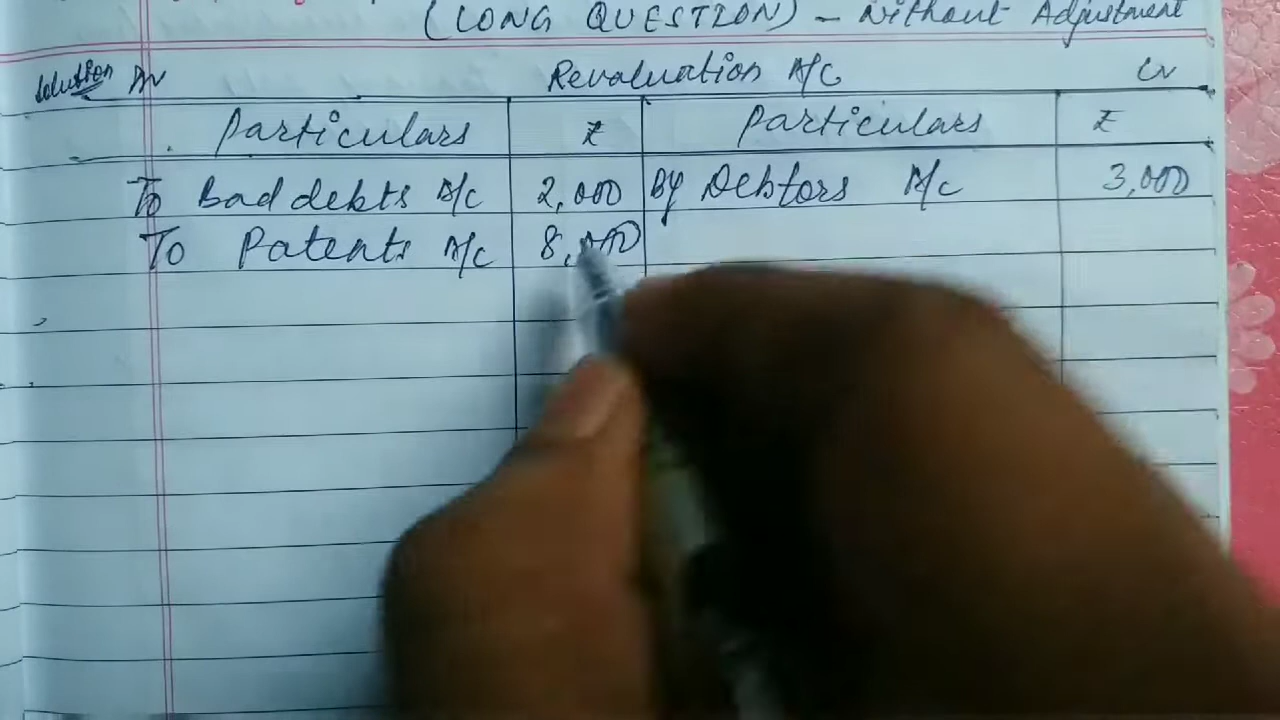 (LONG QUESTION) - Without Adjustment
Solution Dr Revaluation A/C Cr
Particulars ₹ Particulars ₹
To Bad debts A/C 2,000 By Debtors A/C 3,000
To Patents A/C 8,000